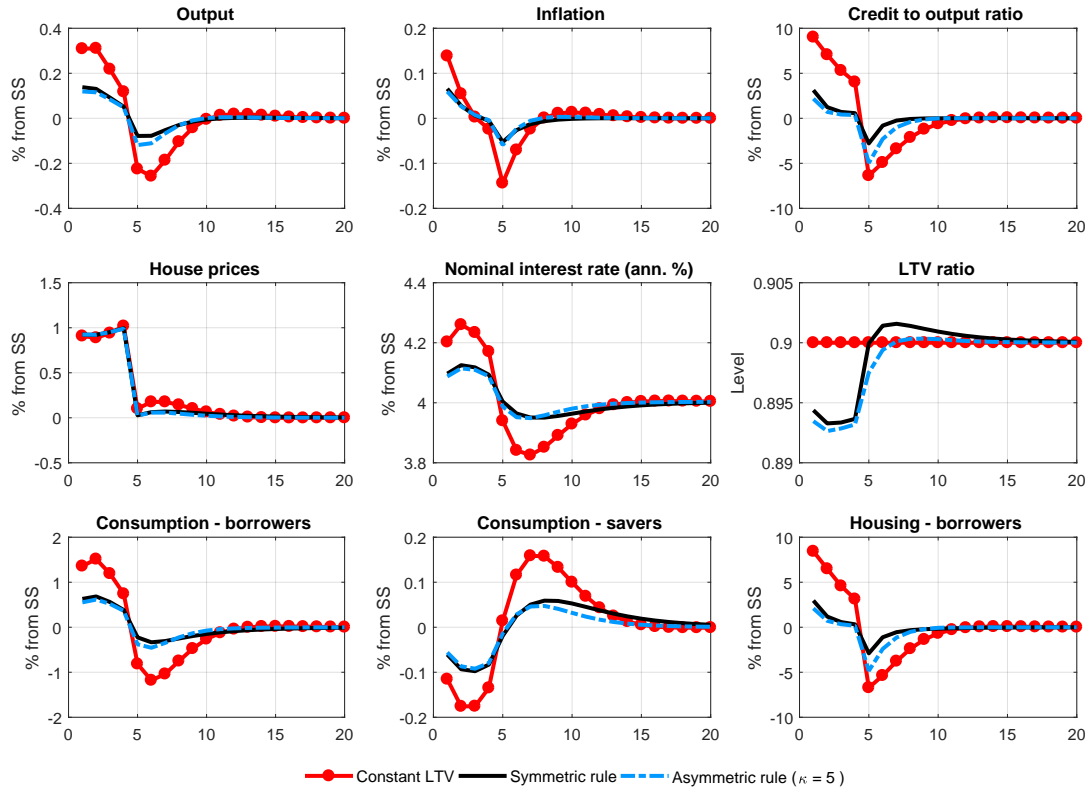 Output
Inflation
Credit to output ratio
% from SS
0.4
0.2
0
-0.2
-0.4
0 5 10 15 20
% from SS
0.2
0.1
0
-0.1
-0.2
0 5 10 15 20
% from SS
10
5
0
-5
-10
0 5 10 15 20
House prices
Nominal interest rate (ann. %)
LTV ratio
% from SS
1.5
1
0.5
0
-0.5
0 5 10 15 20
% from SS
4.4
4.2
4
3.8
0 5 10 15 20
Level
0.905
0.9
0.895
0.89
0 5 10 15 20
Consumption - borrowers
Consumption - savers
Housing - borrowers
% from SS
2
1
0
-1
-2
0 5 10 15 20
% from SS
0.2
0.1
0
-0.1
-0.2
0 5 10 15 20
% from SS
10
5
0
-5
-10
0 5 10 15 20
Constant LTV Symmetric rule Asymmetric rule ( κ = 5 )